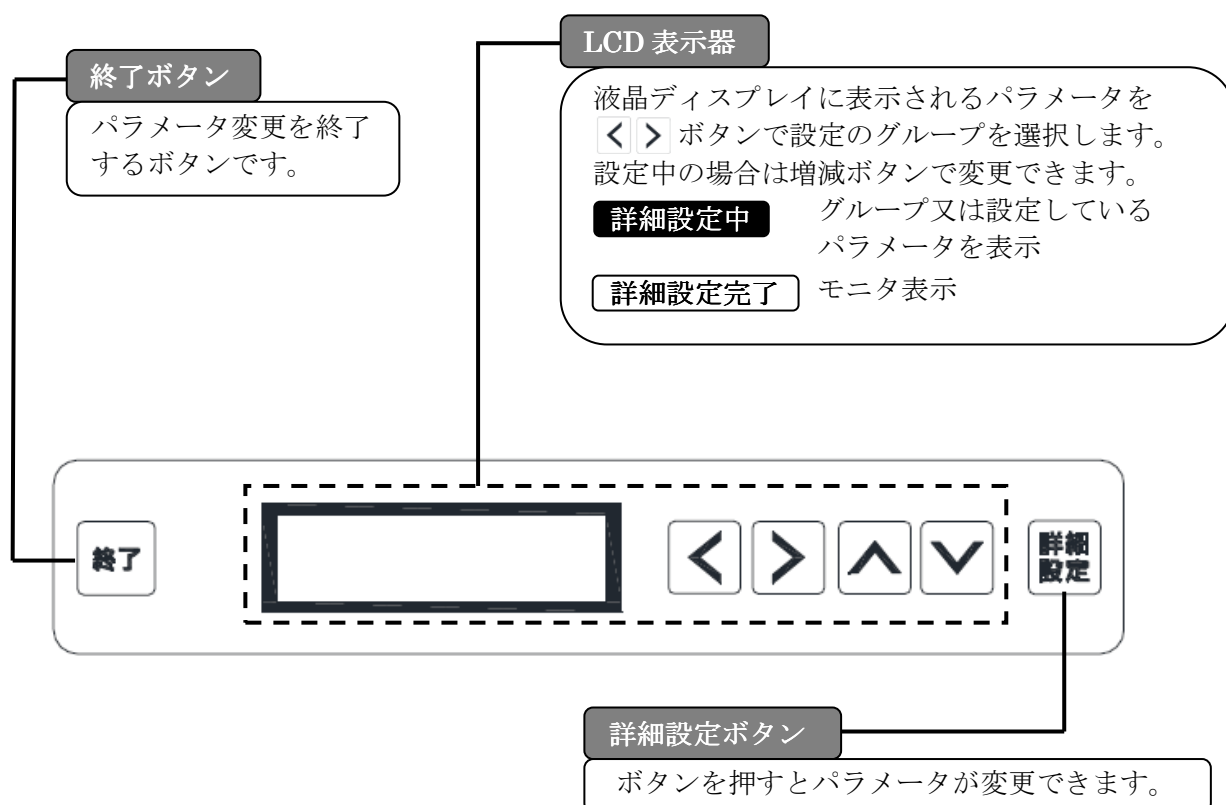 LCD 表示器
液晶ディスプレイに表示されるパラメータを
< > ボタンで設定のグループを選択します。
設定中の場合は増減ボタンで変更できます。
詳細設定中 グループ又は設定している
パラメータを表示
詳細設定完了 モニタ表示
終了ボタン
パラメータ変更を終了
するボタンです。
終了
詳細
設定
詳細設定ボタン
ボタンを押すとパラメータが変更できます。